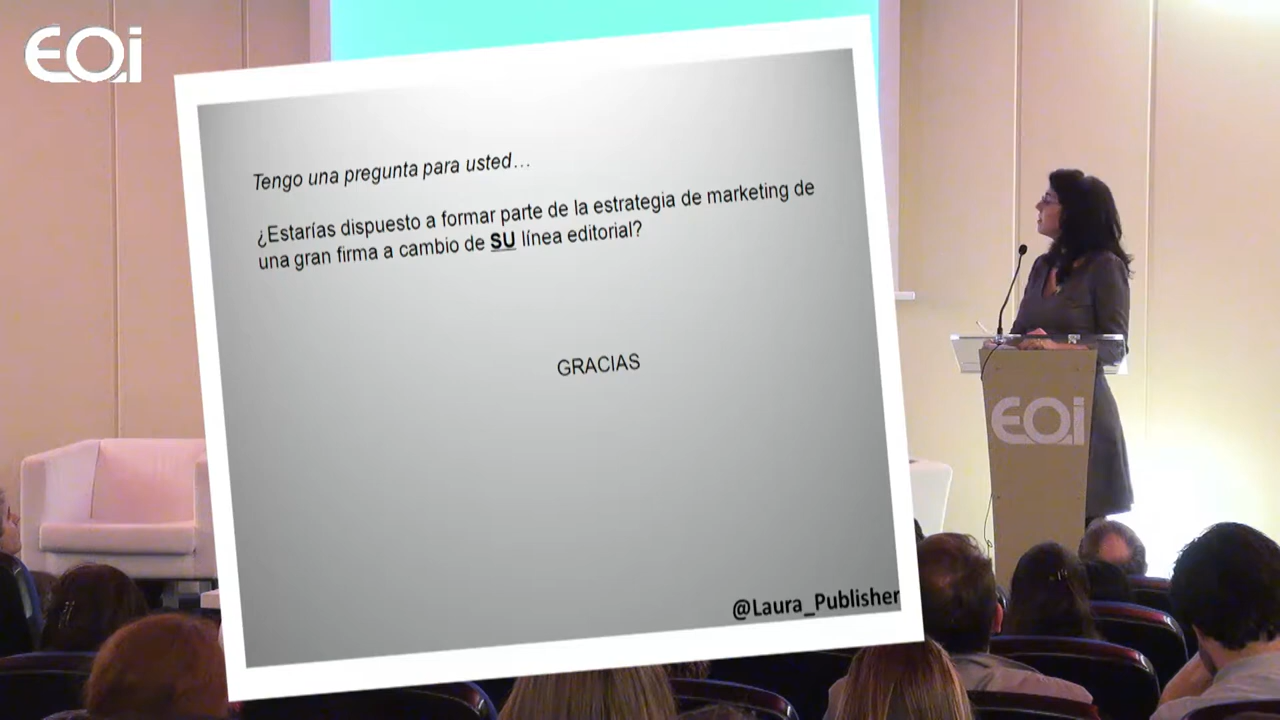 EOi
Tengo una pregunta para usted…
¿Estarías dispuesto a formar parte de la estrategia de marketing de
una gran firma a cambio de SU línea editorial?
GRACIAS
@Laura_Publisher
EOi